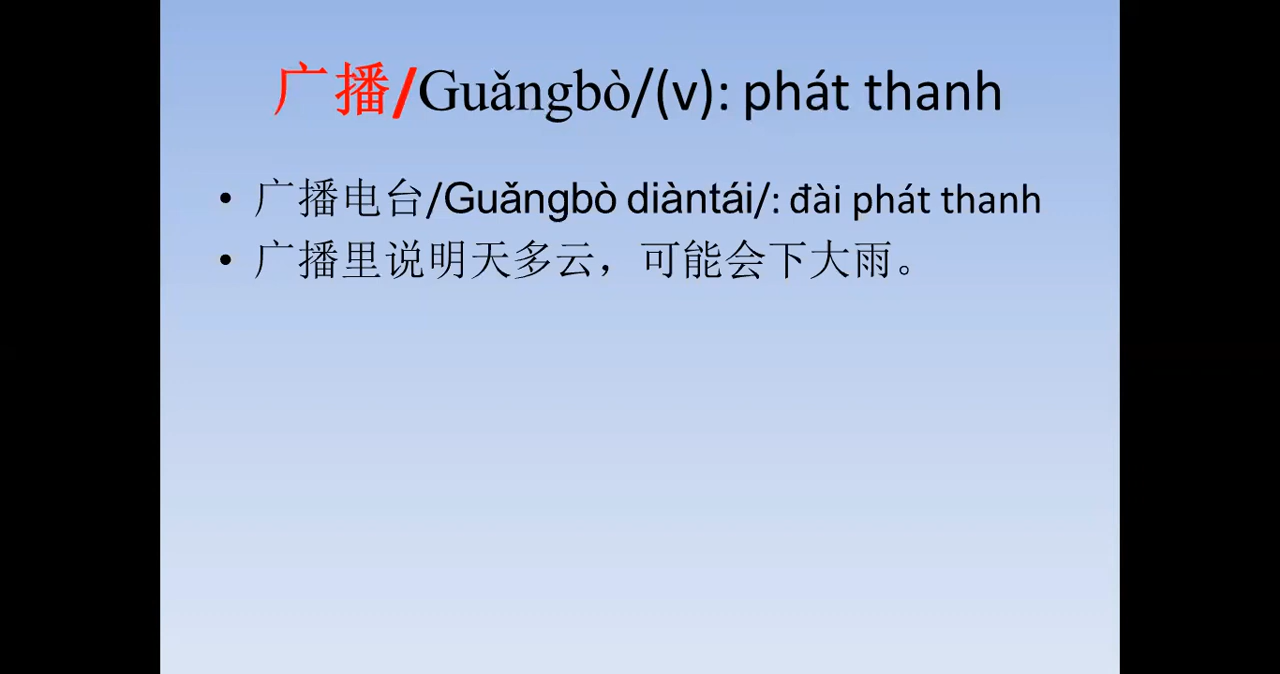 广播/Guǎngbò/(v): phát thanh
• 广播电台/Guǎngbò diàntái/: đài phát thanh
• 广播里说明天多云，可能会下大雨。